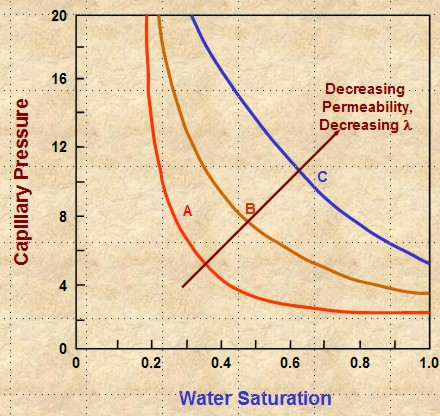 20
16
12
8
4
0
Capillary Pressure
Decreasing
Permeability,
Decreasing λ
A
B
C
0
0.2
0.4
0.6
0.8
1.0
Water Saturation